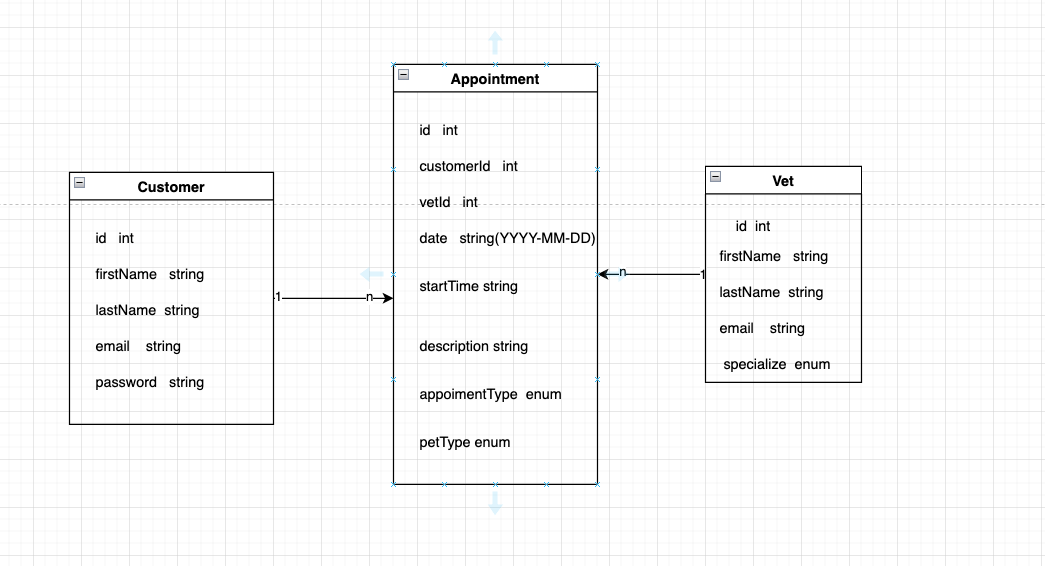 Customer
id int
firstName string
lastName string
email string
password string
1
n
Appointment
id int
customerId int
vetId int
date string(YYYY-MM-DD)
startTime string
description string
appoimentType enum
petType enum
n
1
Vet
id int
firstName string
lastName string
email string
specialize enum